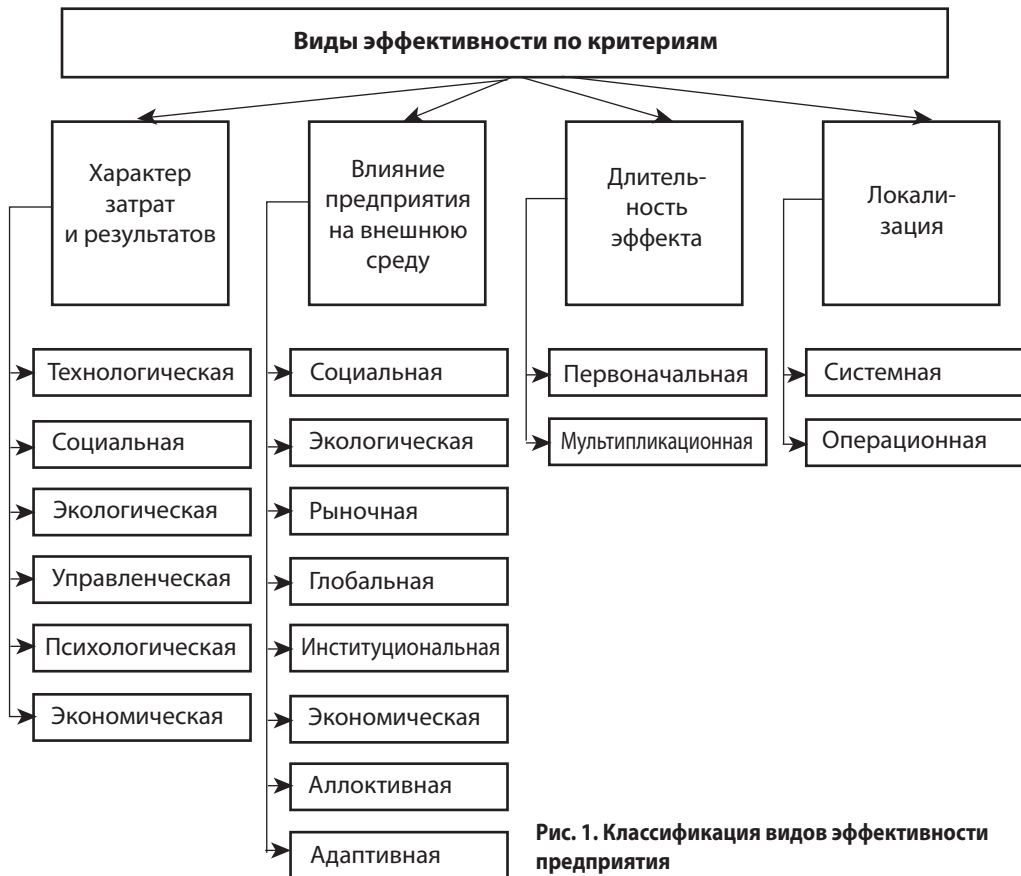 Виды эффективности по критериям
Характер
затрат
и результатов
Влияние
предприятия
на внешнюю
среду
Длитель-
ность
эффекта
Локали-
зация
Технологическая
Социальная
Экологическая
Управленческая
Психологическая
Экономическая
Социальная
Экологическая
Рыночная
Глобальная
Институциональная
Экономическая
Аллоктивная
Адаптивная
Первоначальная
Мультипликационная
Системная
Операционная
Рис. 1. Классификация видов эффективности
предприятия